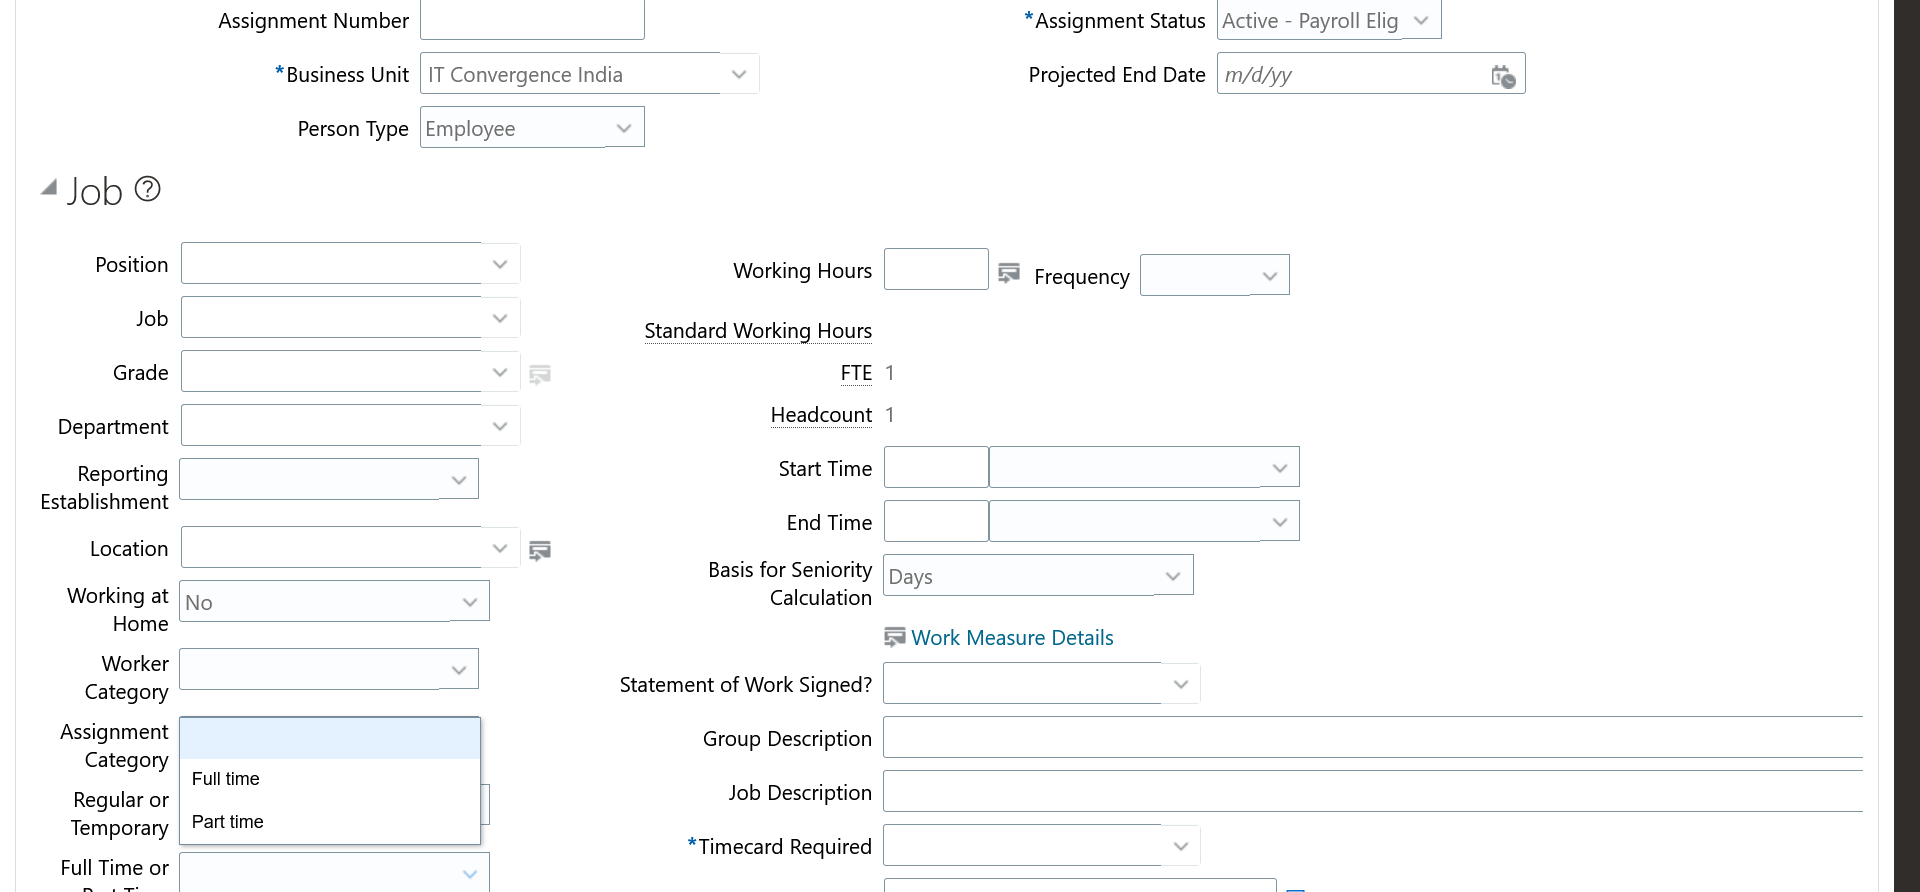 Assignment Number
*Assignment Status Active - Payroll Elig
*Business Unit IT Convergence India
Projected End Date m/d/yy
Person Type Employee
Job ?
Position
Working Hours
Frequency
Job
Standard Working Hours
Grade
FTE 1
Headcount 1
Department
Start Time
Reporting
Establishment
End Time
Location
Basis for Seniority
Calculation
Days
Working at
Home
No
Work Measure Details
Worker
Category
Statement of Work Signed?
Assignment
Category
Group Description
Full time
Part time
Regular or
Temporary
Job Description
*Timecard Required
Full Time or